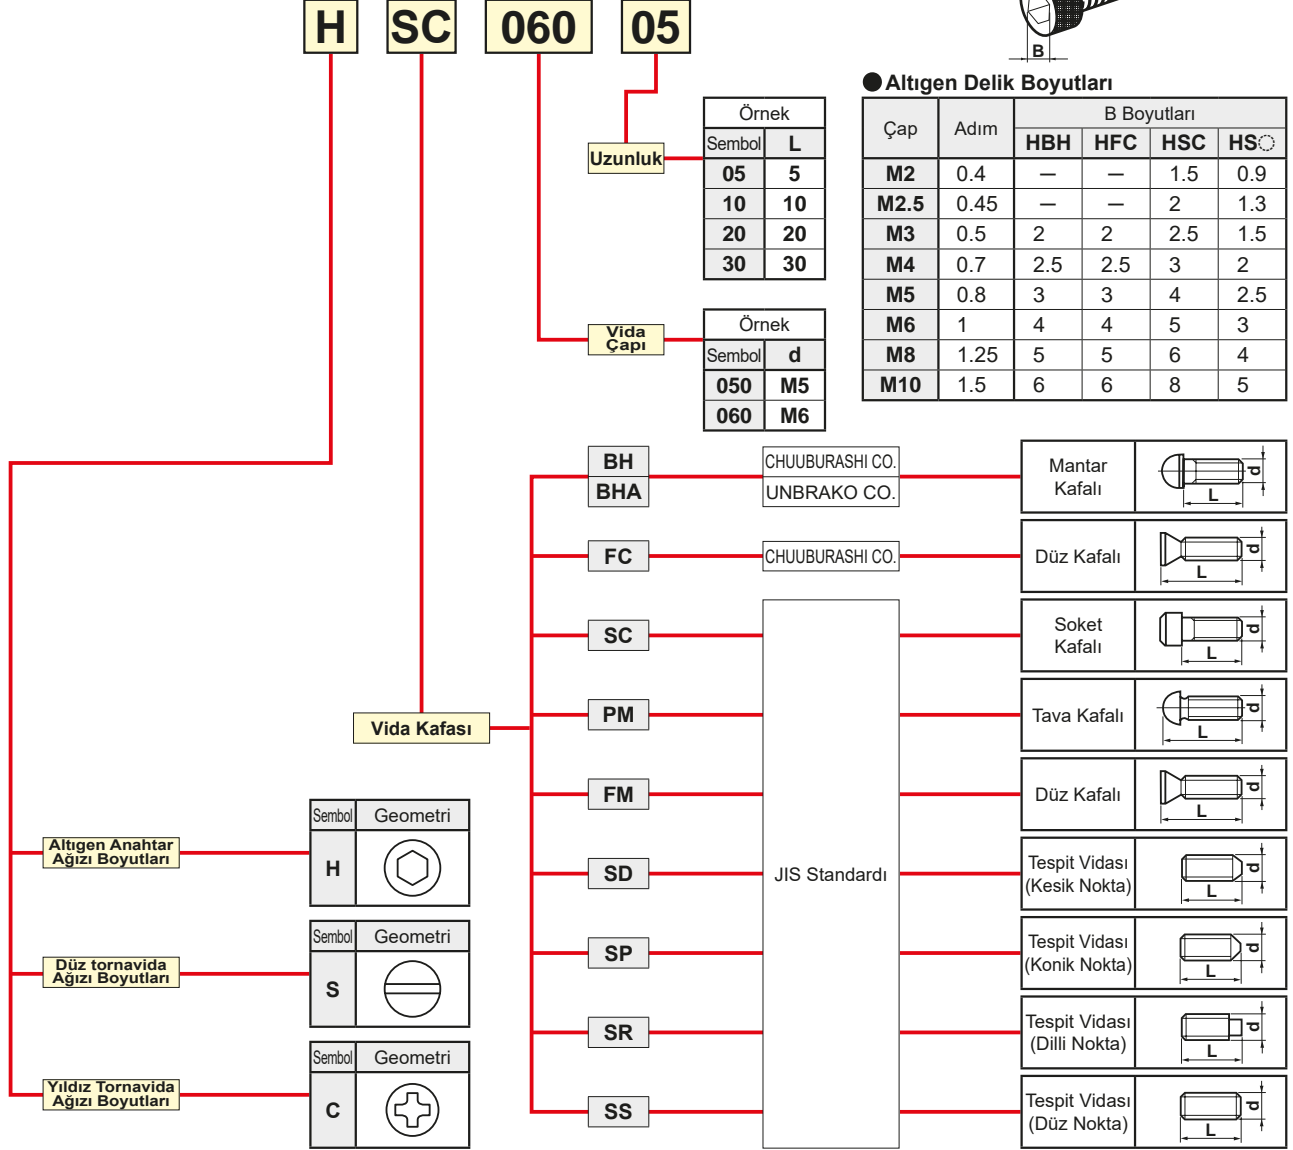 H SC 060 05
B
●Altıgen Delik Boyutları
Çap Adım B Boyutları
HBH HFC HSC HS◌
M2 0.4 — — 1.5 0.9
M2.5 0.45 — — 2 1.3
M3 0.5 2 2 2.5 1.5
M4 0.7 2.5 2.5 3 2
M5 0.8 3 3 4 2.5
M6 1 4 4 5 3
M8 1.25 5 5 6 4
M10 1.5 6 6 8 5
Uzunluk
Örnek
Sembol L
05 5
10 10
20 20
30 30
Vida
Çapı
Örnek
Sembol d
050 M5
060 M6
Vida Kafası
BH CHUUBURASHI CO.
BHA UNBRAKO CO.
Mantar
Kafalı
L d
FC CHUUBURASHI CO. Düz Kafalı
L d
SC
Soket
Kafalı
L d
PM Tava Kafalı
L d
FM Düz Kafalı
L d
JIS Standardı
SD
Tespit Vidası
(Kesik Nokta)
L d
SP
Tespit Vidası
(Konik Nokta)
L d
SR
Tespit Vidası
(Dilli Nokta)
L d
SS
Tespit Vidası
(Düz Nokta)
L d
Altıgen Anahtar
Ağızı Boyutları
Sembol Geometri
H
Düz tornavida
Ağızı Boyutları
Sembol Geometri
S
Yıldız Tornavida
Ağızı Boyutları
Sembol Geometri
C